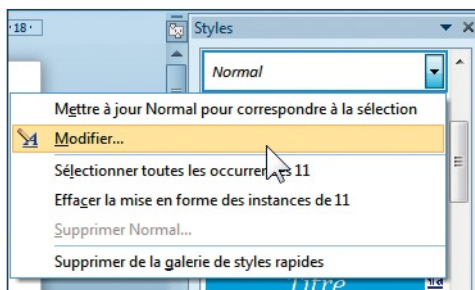 · 18 ·
Styles
Normal
Mettre à jour Normal pour correspondre à la sélection
Modifier...
Sélectionner toutes les occurrences 11
Effacer la mise en forme des instances de 11
Supprimer Normal...
Supprimer de la galerie de styles rapides
Titre